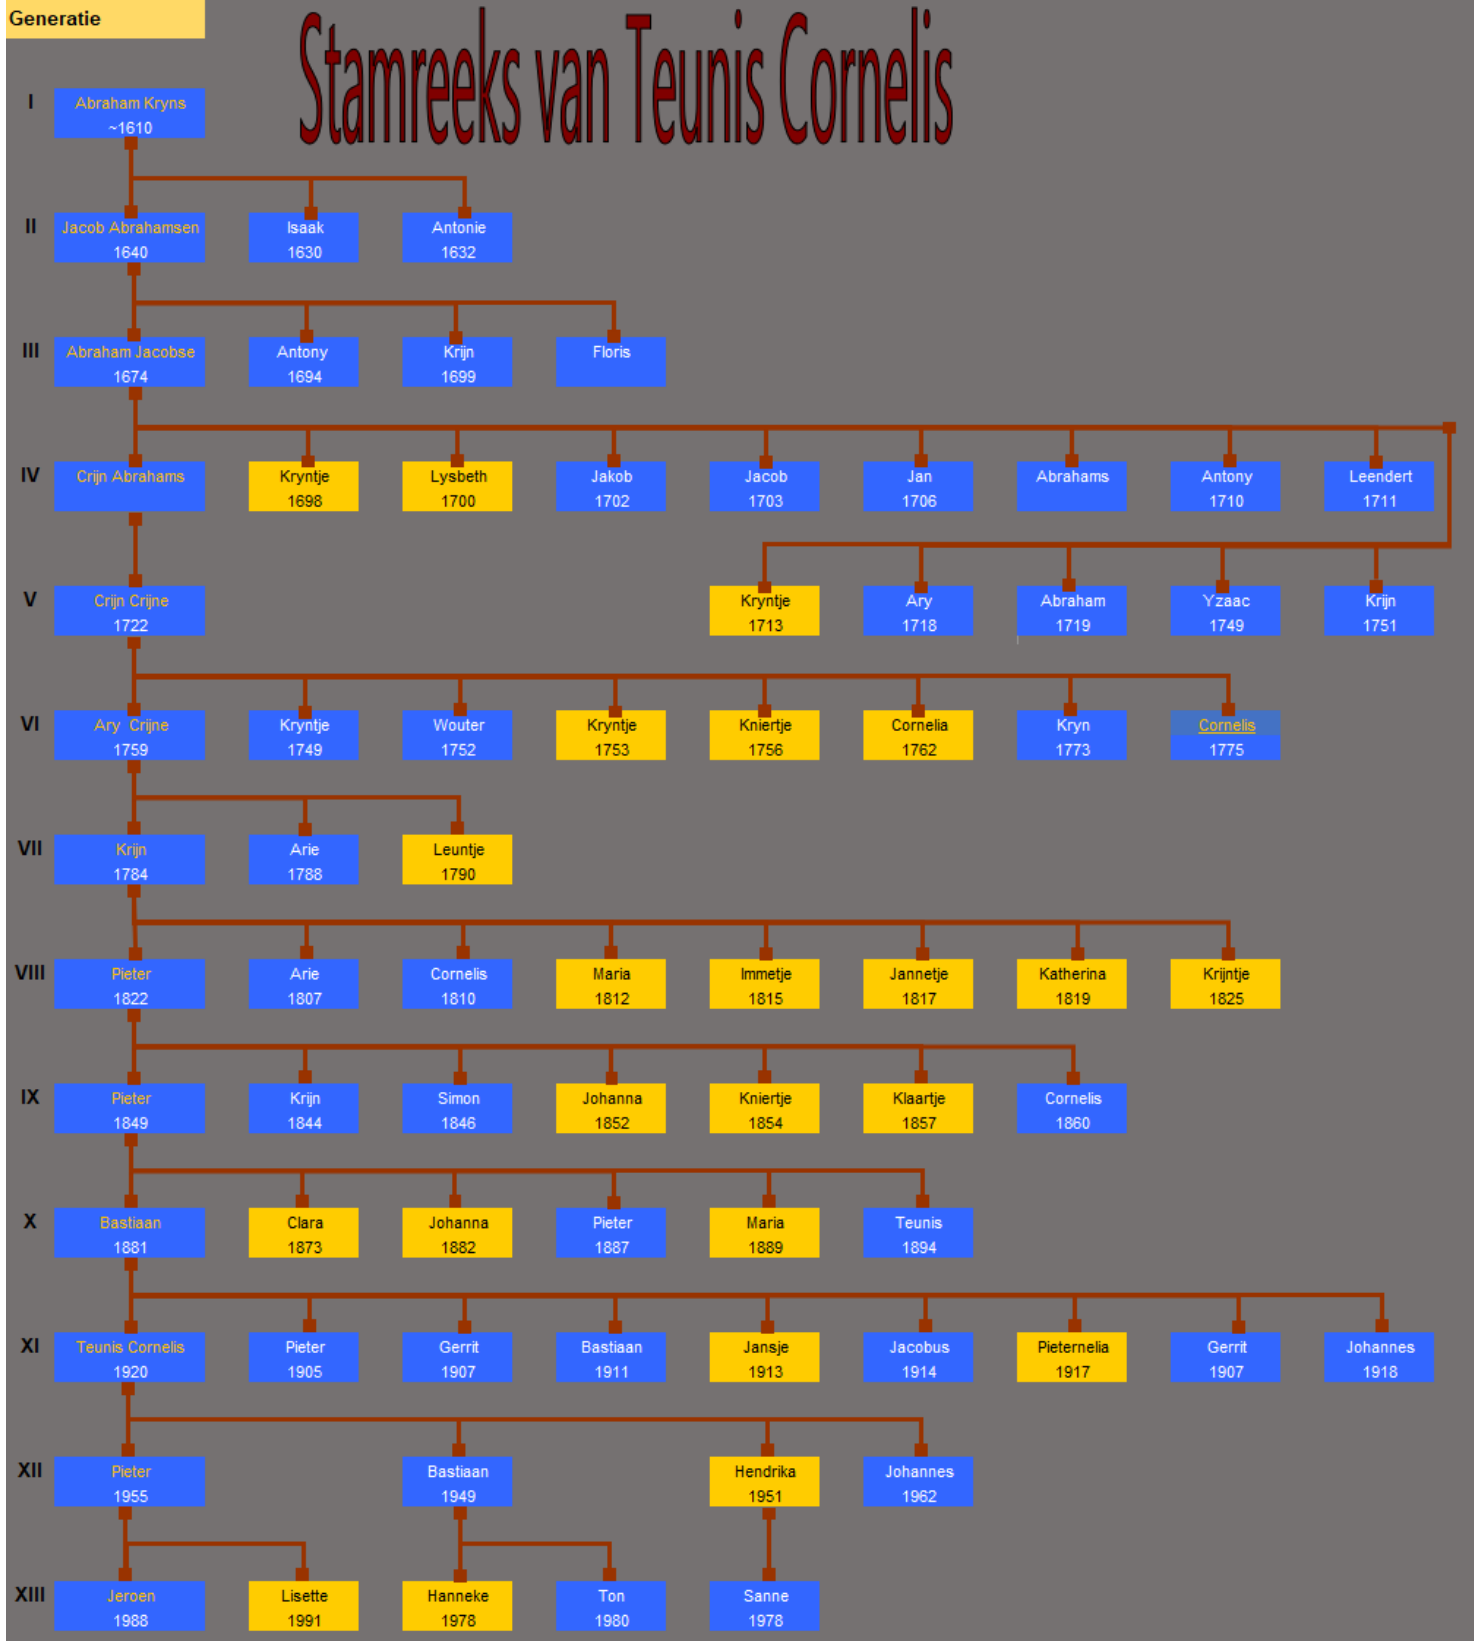 Generatie
Stamreeks van Teunis Cornelis
I
Abraham Kryns
~1610
II
Jacob Abrahamsen
1640
Isaak
1630
Antonie
1632
III
Abraham Jacobse
1674
Antony
1694
Krijn
1699
Floris
IV
Crijn Abrahams
Kryntje
1698
Lysbeth
1700
Jakob
1702
Jacob
1703
Jan
1706
Abrahams
Antony
1710
Leendert
1711
V
Crijn Crijne
1722
Kryntje
1713
Ary
1718
Abraham
1719
Yzaac
1749
Krijn
1751
VI
Ary Crijne
1759
Kryntje
1749
Wouter
1752
Kryntje
1753
Kniertje
1756
Cornelia
1762
Kryn
1773
Cornelis
1775
VII
Krijn
1784
Arie
1788
Leuntje
1790
VIII
Pieter
1822
Arie
1807
Cornelis
1810
Maria
1812
Immetje
1815
Jannetje
1817
Katherina
1819
Krijntje
1825
IX
Pieter
1849
Krijn
1844
Simon
1846
Johanna
1852
Kniertje
1854
Klaartje
1857
Cornelis
1860
X
Bastiaan
1881
Clara
1873
Johanna
1882
Pieter
1887
Maria
1889
Teunis
1894
XI
Teunis Cornelis
1920
Pieter
1905
Gerrit
1907
Bastiaan
1911
Jansje
1913
Jacobus
1914
Pieternelia
1917
Gerrit
1907
Johannes
1918
XII
Pieter
1955
Bastiaan
1949
Hendrika
1951
Johannes
1962
XIII
Jeroen
1988
Lisette
1991
Hanneke
1978
Ton
1980
Sanne
1978